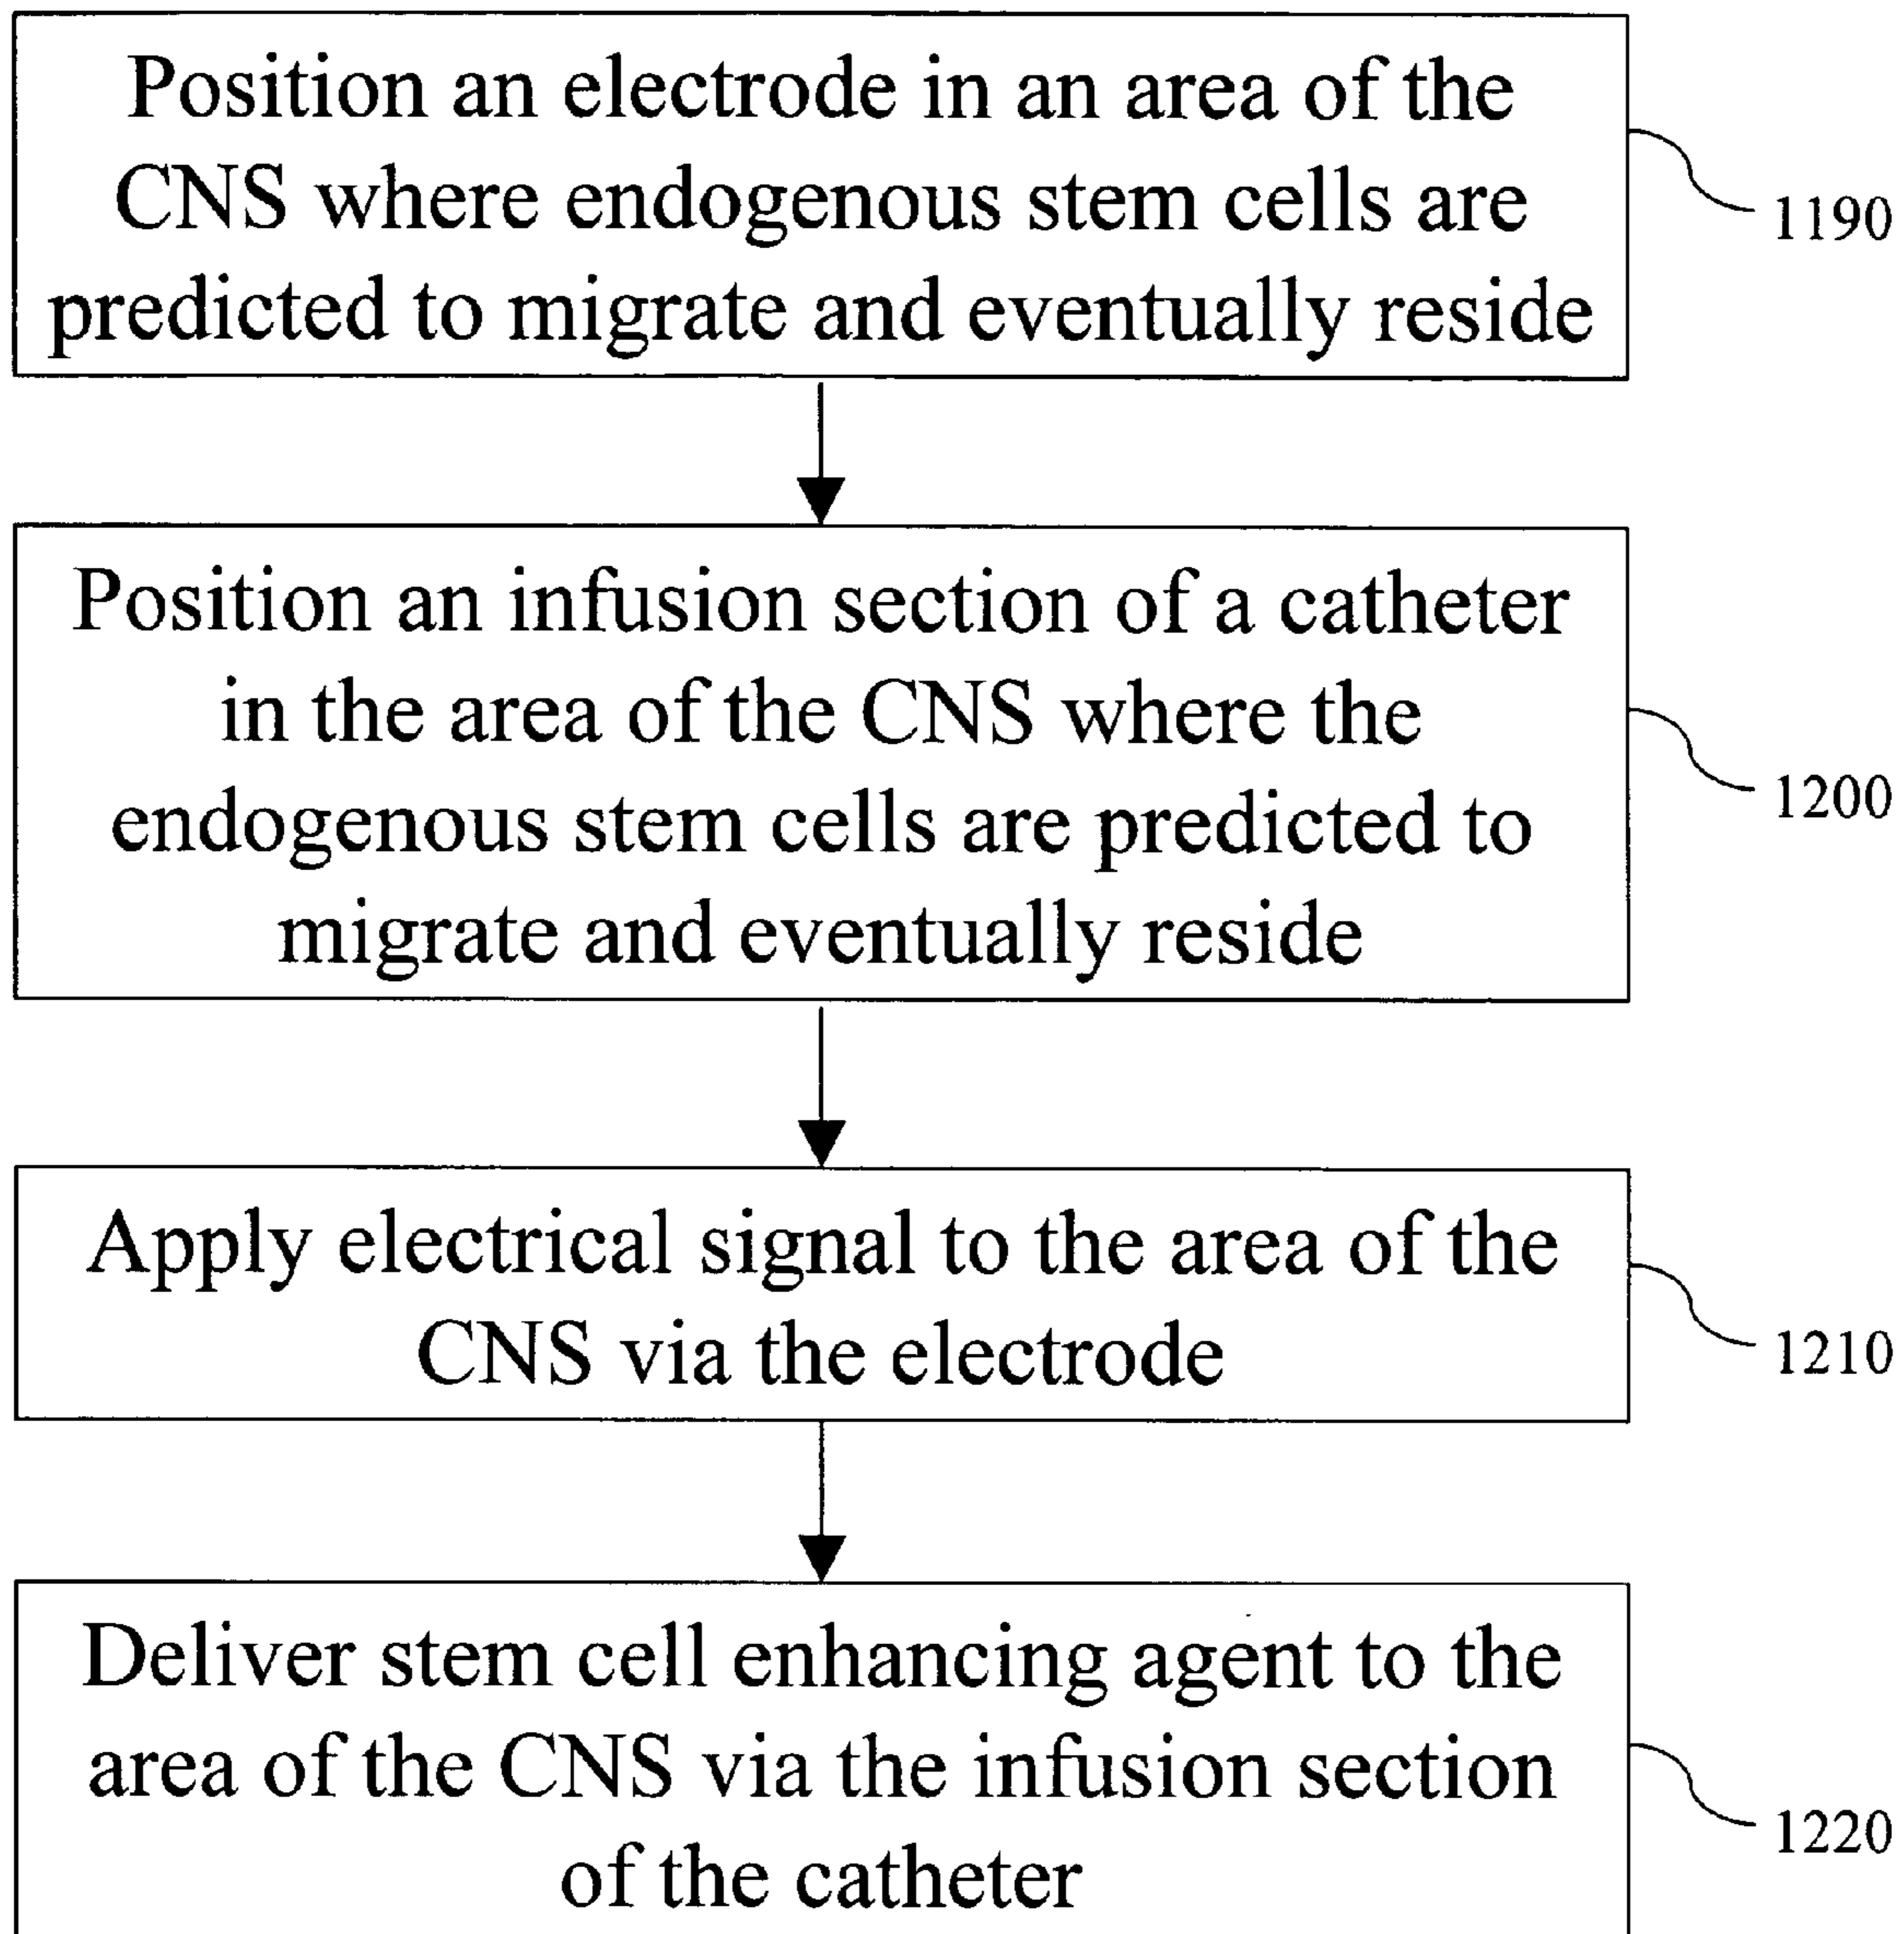 Position an electrode in an area of the
CNS where endogenous stem cells are
predicted to migrate and eventually reside
1190
Position an infusion section of a catheter
in the area of the CNS where the
endogenous stem cells are predicted to
migrate and eventually reside
1200
Apply electrical signal to the area of the
CNS via the electrode
1210
Deliver stem cell enhancing agent to the
area of the CNS via the infusion section
of the catheter
1220